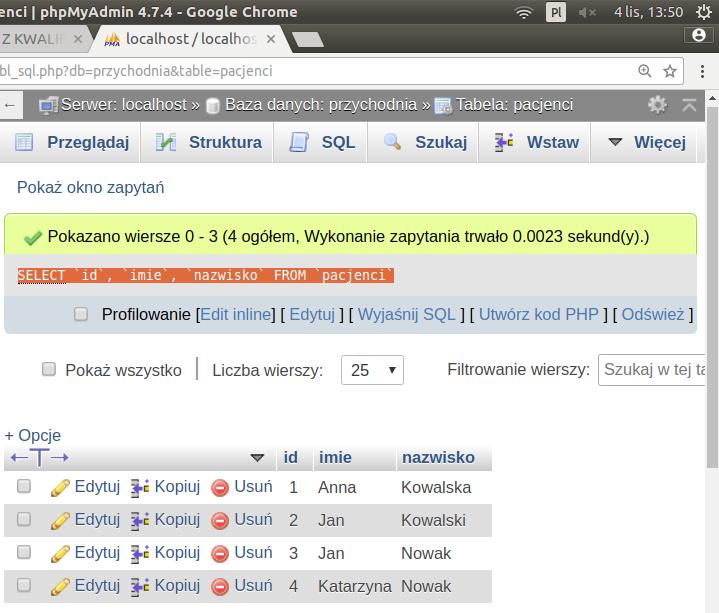 enci | phpMyAdmin 4.7.4 - Google Chrome Pl 4 lis, 13:50
Z KWALIF localhost / localhos
bl_sql.php?db=przychodnia&table=pacjenci
Serwer: localhost » Baza danych: przychodnia » Tabela: pacjenci
Przeglądaj Struktura SQL Szukaj Wstaw Więcej
Pokaż okno zapytań
Pokazano wiersze 0 - 3 (4 ogółem, Wykonanie zapytania trwało 0.0023 sekund(y).)
SELECT `id`, `imie`, `nazwisko` FROM `pacjenci`
Profilowanie [Edit inline] [ Edytuj ] [ Wyjaśnij SQL ] [ Utwórz kod PHP ] [ Odśwież ]
Pokaż wszystko | Liczba wierszy: 25 Filtrowanie wierszy: Szukaj w tej ta
+ Opcje
←T→ id imie nazwisko
Edytuj Kopiuj Usuń 1 Anna Kowalska
Edytuj Kopiuj Usuń 2 Jan Kowalski
Edytuj Kopiuj Usuń 3 Jan Nowak
Edytuj Kopiuj Usuń 4 Katarzyna Nowak